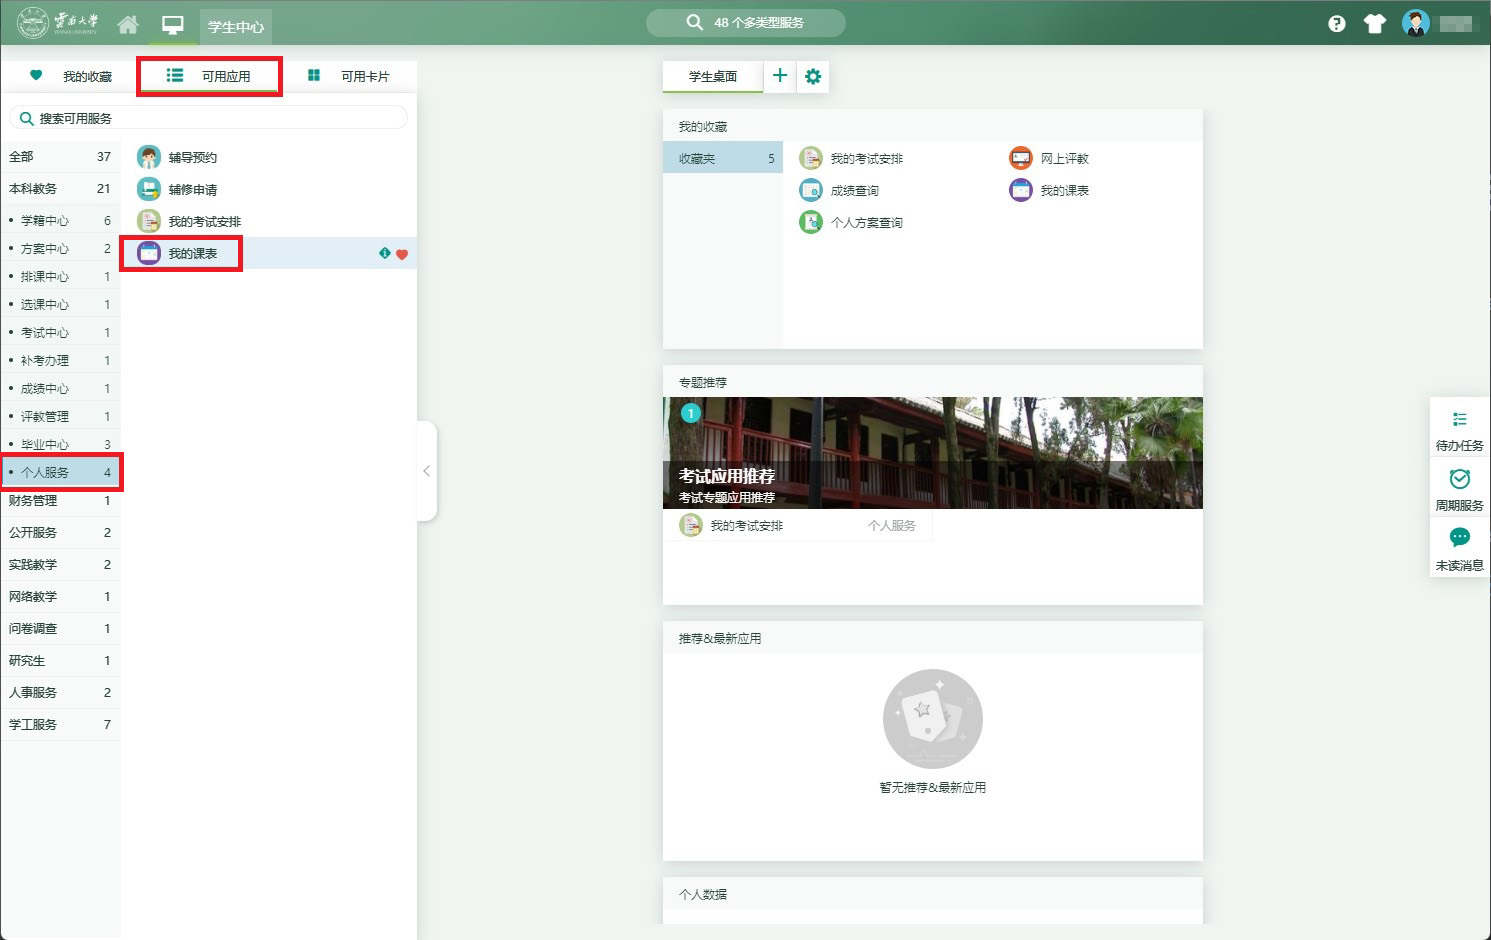 雲南大学
YUNNAN UNIVERSITY
学生中心
48 个多类型服务
我的收藏
可用应用
可用卡片
搜索可用服务
全部 37
本科教务 21
学籍中心 6
方案中心 2
排课中心 1
选课中心 1
考试中心 1
补考办理 1
成绩中心 1
评教管理 1
毕业中心 3
个人服务 4
财务管理 1
公开服务 2
实践教学 2
网络教学 1
问卷调查 1
研究生 1
人事服务 2
学工服务 7
辅导预约
辅修申请
我的考试安排
我的课表
学生桌面
我的收藏
收藏夹 5
我的考试安排
网上评教
成绩查询
我的课表
个人方案查询
专题推荐
1
考试应用推荐
考试专题应用推荐
我的考试安排 个人服务
推荐&最新应用
暂无推荐&最新应用
个人数据
待办任务
周期服务
未读消息